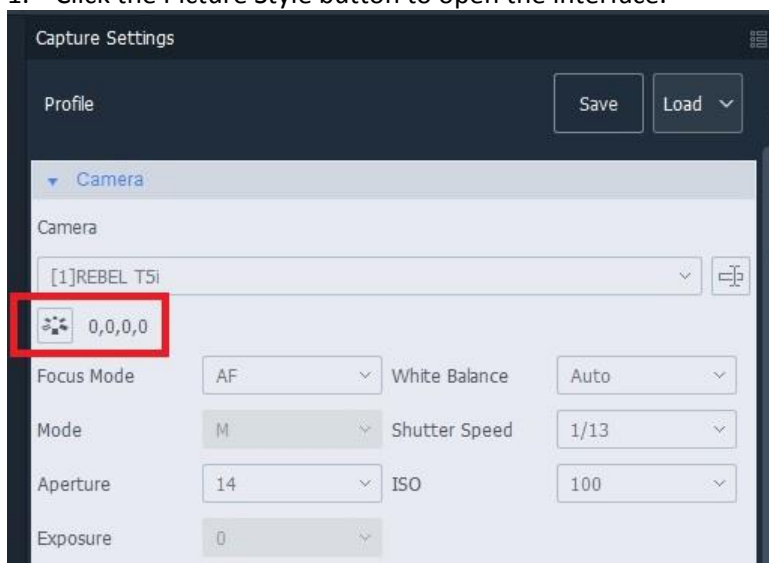 1. Click the Picture Style button to open the interface.
Capture Settings
Profile
Save
Load
Camera
Camera
[1]REBEL T5i
0,0,0,0
Focus Mode AF White Balance Auto
Mode M Shutter Speed 1/13
Aperture 14 ISO 100
Exposure 0